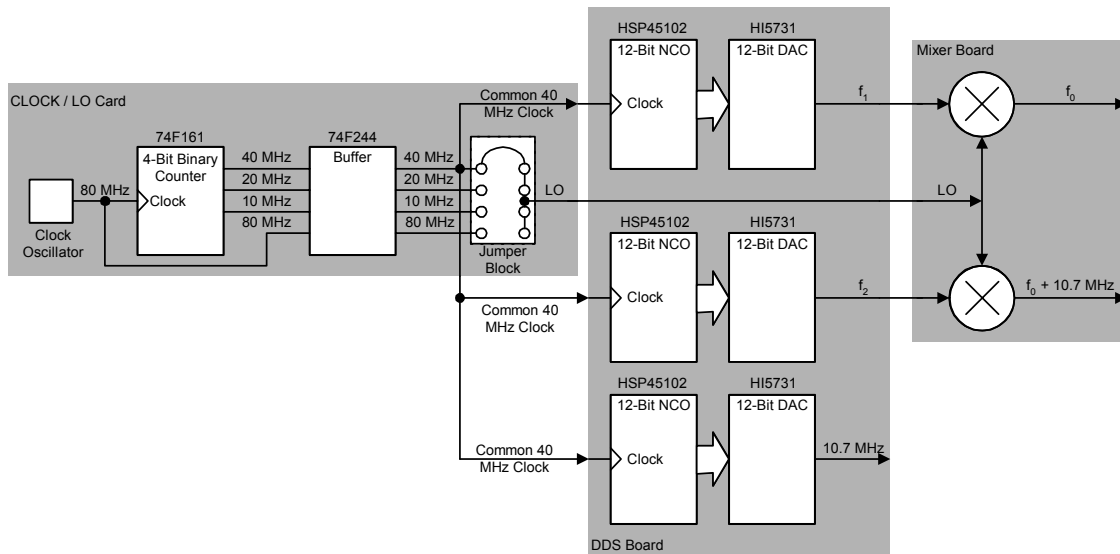 HSP45102
HI5731
12-Bit NCO
12-Bit DAC
Clock
f1
Mixer Board
f0
CLOCK / LO Card
Common 40
MHz Clock
74F161
74F244
4-Bit Binary
Counter
Clock
Buffer
40 MHz
20 MHz
10 MHz
80 MHz
40 MHz
20 MHz
10 MHz
80 MHz
80 MHz
Clock
Oscillator
Jumper
Block
LO
LO
HSP45102
HI5731
12-Bit NCO
12-Bit DAC
Clock
Common 40
MHz Clock
f2
f0 + 10.7 MHz
HSP45102
HI5731
12-Bit NCO
12-Bit DAC
Clock
Common 40
MHz Clock
10.7 MHz
DDS Board